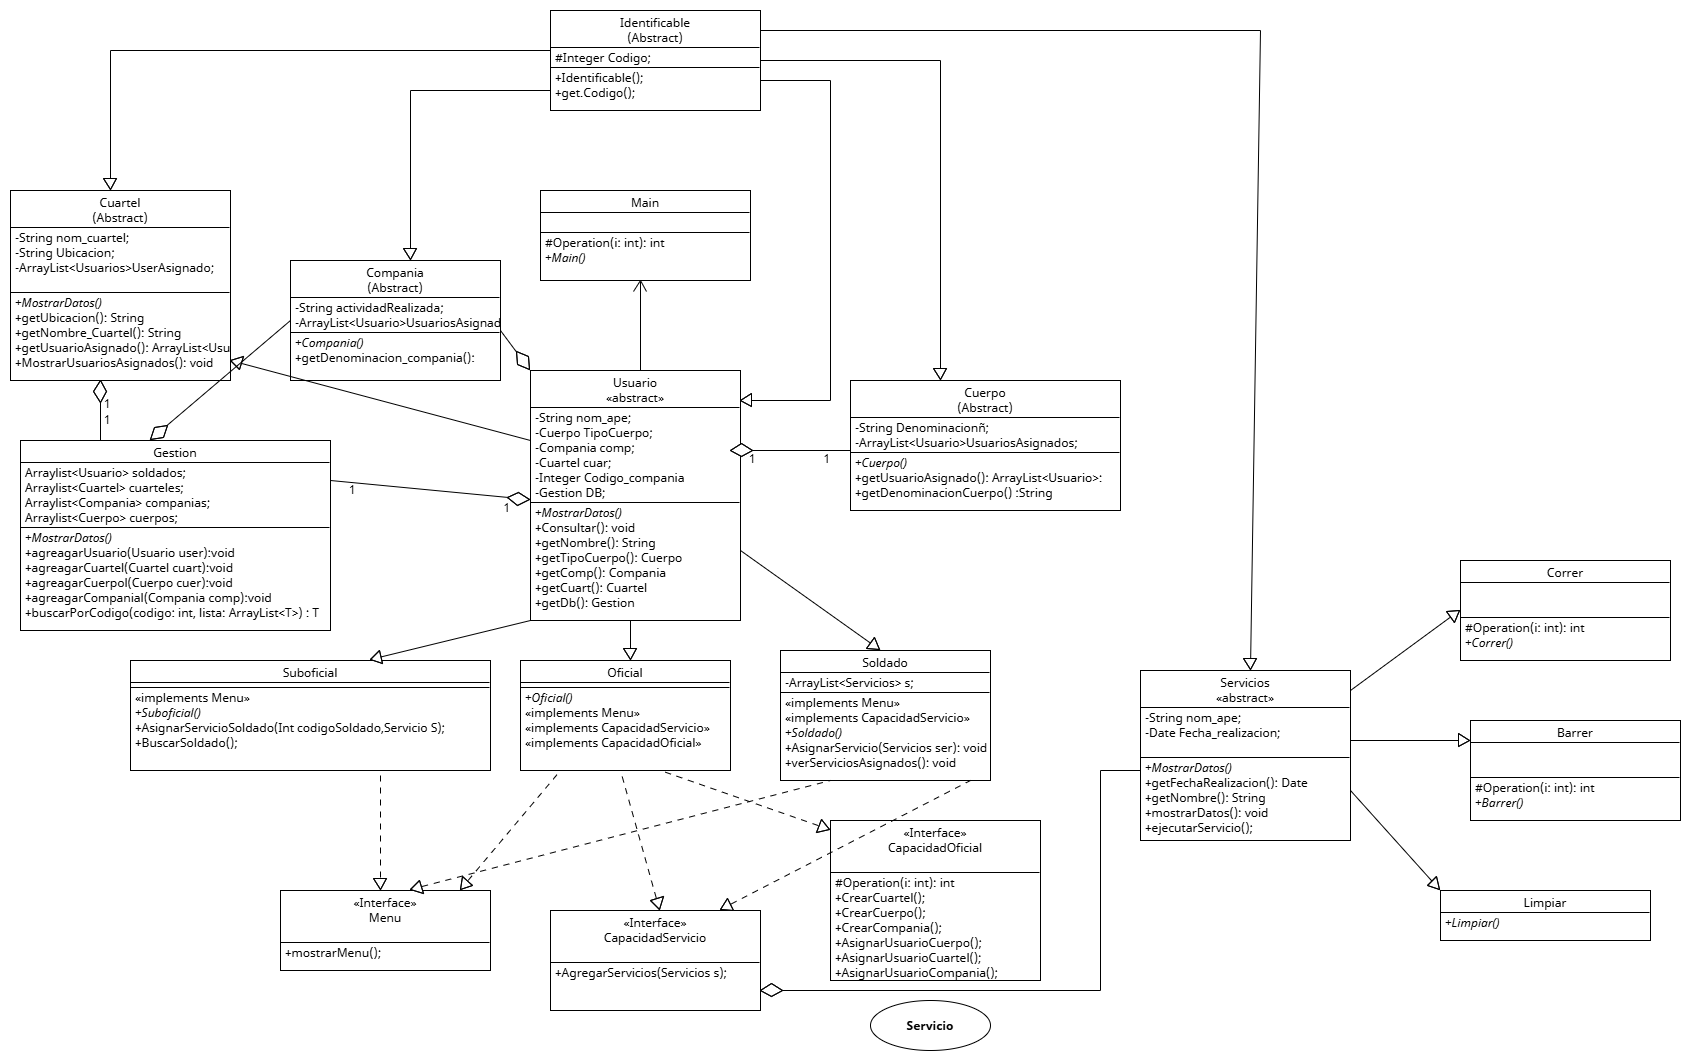 Identificable
(Abstract)
#Integer Codigo;
+Identificable();
+get.Codigo();
Cuartel
(Abstract)
-String nom_cuartel;
-String Ubicacion;
-ArrayList<Usuarios>UserAsignado;
+MostrarDatos()
+getUbicacion(): String
+getNombre_Cuartel(): String
+getUsuarioAsignado(): ArrayList<Usu
+MostrarUsuariosAsignados(): void
Compania
(Abstract)
-String actividadRealizada;
-ArrayList<Usuario>UsuariosAsignad
+Compania()
+getDenominacion_compania():
Main
#Operation(i: int): int
+Main()
Usuario
«abstract»
-String nom_ape;
-Cuerpo TipoCuerpo;
-Compania comp;
-Cuartel cuar;
-Integer Codigo_compania
-Gestion DB;
+MostrarDatos()
+Consultar(): void
+getNombre(): String
+getTipoCuerpo(): Cuerpo
+getComp(): Compania
+getCuart(): Cuartel
+getDb(): Gestion
Cuerpo
(Abstract)
-String Denominacionñ;
-ArrayList<Usuario>UsuariosAsignados;
+Cuerpo()
+getUsuarioAsignado(): ArrayList<Usuario>:
+getDenominacionCuerpo() :String
1
1
1
1
1
1
Gestion
Arraylist<Usuario> soldados;
Arraylist<Cuartel> cuarteles;
Arraylist<Compania> companias;
Arraylist<Cuerpo> cuerpos;
+MostrarDatos()
+agreagarUsuario(Usuario user):void
+agreagarCuartel(Cuartel cuart):void
+agreagarCuerpol(Cuerpo cuer):void
+agreagarCompanial(Compania comp):void
+buscarPorCodigo(codigo: int, lista: ArrayList<T>) : T
Suboficial
«implements Menu»
+Suboficial()
+AsignarServicioSoldado(Int codigoSoldado,Servicio S);
+BuscarSoldado();
Oficial
+Oficial()
«implements Menu»
«implements CapacidadServicio»
«implements CapacidadOficial»
Soldado
-ArrayList<Servicios> s;
«implements Menu»
«implements CapacidadServicio»
+Soldado()
+AsignarServicio(Servicios ser): void
+verServiciosAsignados(): void
Servicios
«abstract»
-String nom_ape;
-Date Fecha_realizacion;
+MostrarDatos()
+getFechaRealizacion(): Date
+getNombre(): String
+mostrarDatos(): void
+ejecutarServicio();
Correr
#Operation(i: int): int
+Correr()
Barrer
#Operation(i: int): int
+Barrer()
Limpiar
+Limpiar()
«Interface»
Menu
+mostrarMenu();
«Interface»
CapacidadServicio
+AgregarServicios(Servicios s);
«Interface»
CapacidadOficial
#Operation(i: int): int
+CrearCuartel();
+CrearCuerpo();
+CrearCompania();
+AsignarUsuarioCuerpo();
+AsignarUsuarioCuartel();
+AsignarUsuarioCompania();
Servicio